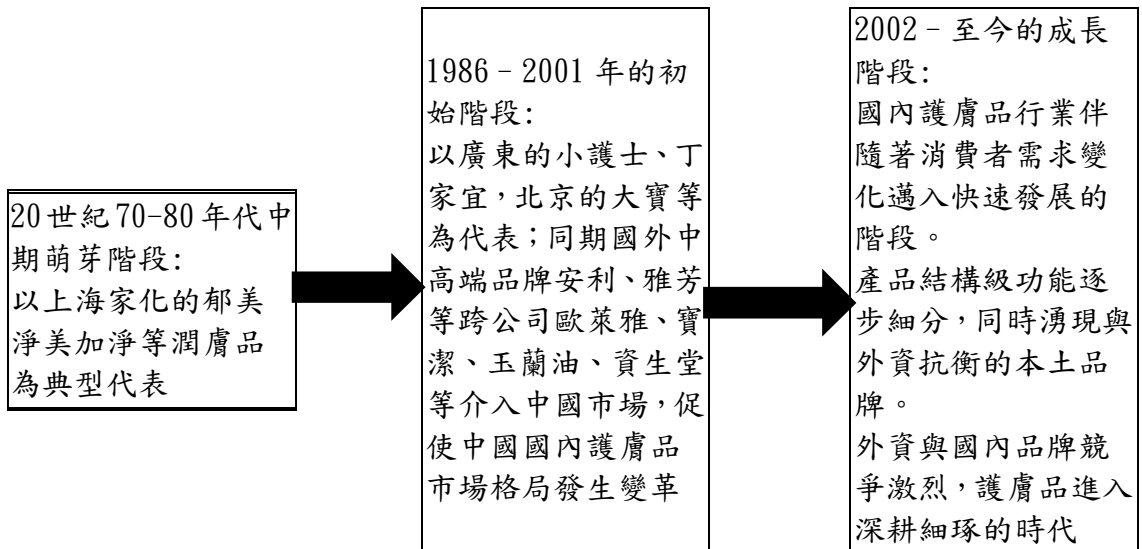 20世紀70-80年代中
期萌芽階段:
以上海家化的郁美
淨美加淨等潤膚品
為典型代表
1986–2001 年的初
始階段:
以廣東的小護士、丁
家宜,北京的大寶等
為代表;同期國外中
高端品牌安利、雅芳
等跨公司歐萊雅、寶
潔、玉蘭油、資生堂
等介入中國市場,促
使中國國內護膚品
市場格局發生變革
2002–至今的成長
階段:
國內護膚品行業伴
隨著消費者需求變
化邁入快速發展的
階段。
產品結構級功能逐
步細分,同時湧現與
外資抗衡的本土品
牌。
外資與國內品牌競
爭激烈,護膚品進入
深耕細琢的時代